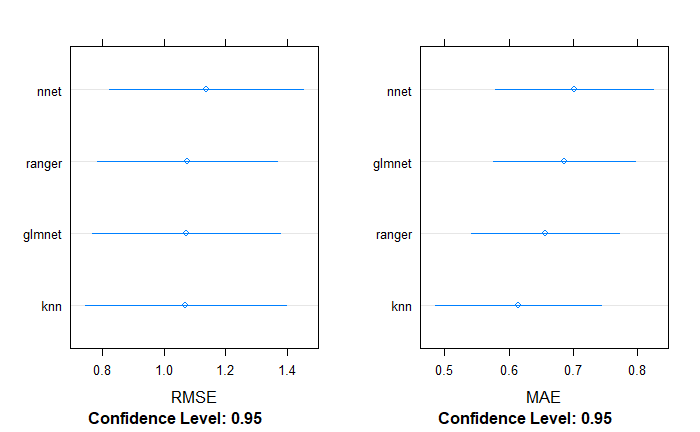 nnet
ranger
glmnet
knn
0.8 1.0 1.2 1.4
RMSE
Confidence Level: 0.95
nnet
glmnet
ranger
knn
0.5 0.6 0.7 0.8
MAE
Confidence Level: 0.95